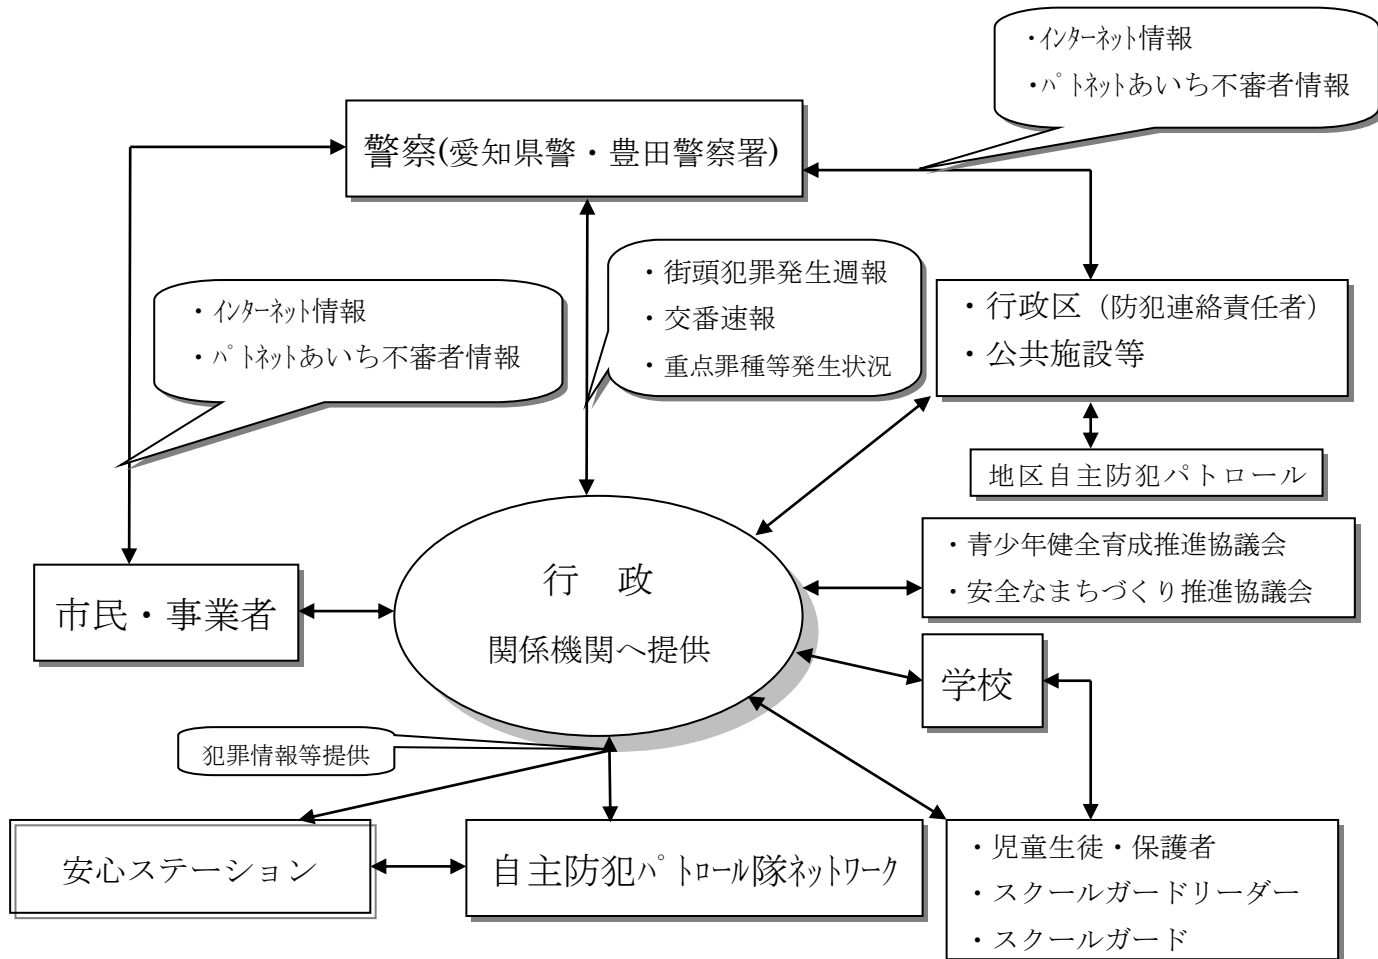 ・ｲﾝﾀｰﾈｯﾄ情報
・ﾊﾟﾄﾈｯﾄあいち不審者情報
警察(愛知県警・豊田警察署)
・街頭犯罪発生週報
・交番速報
・重点罪種等発生状況
・ｲﾝﾀｰﾈｯﾄ情報
・ﾊﾟﾄﾈｯﾄあいち不審者情報
・行政区（防犯連絡責任者）
・公共施設等
地区自主防犯パトロール
・青少年健全育成推進協議会
・安全なまちづくり推進協議会
行　政
関係機関へ提供
市民・事業者
学校
犯罪情報等提供
安心ステーション
自主防犯ﾊﾟﾄﾛｰﾙ隊ﾈｯﾄﾜｰｸ
・児童生徒・保護者
・スクールガードリーダー
・スクールガード